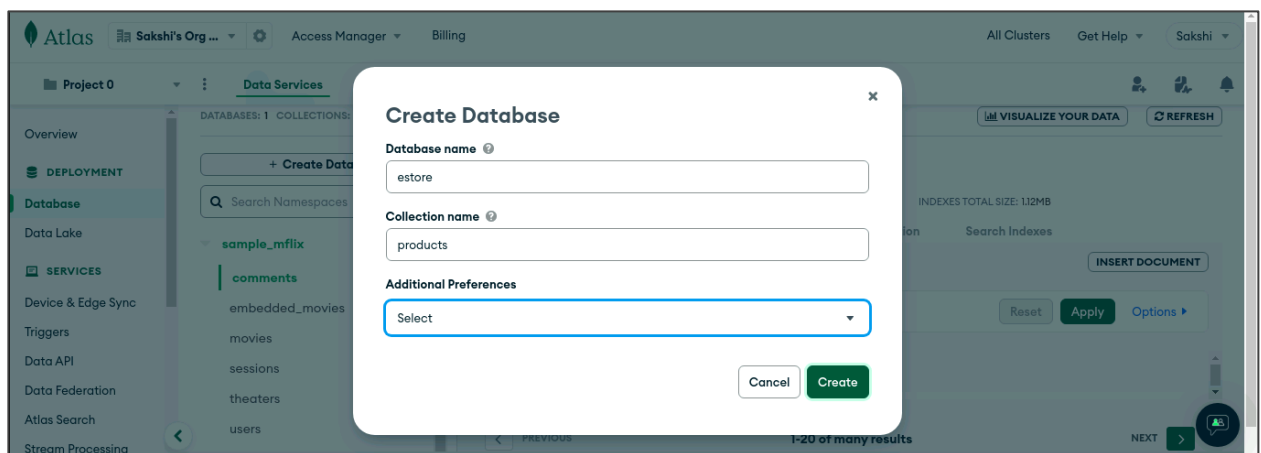 Atlas
Sakshi's Org ...
Access Manager
Billing
All Clusters
Get Help
Sakshi
Project 0
Data Services
Overview
DATABASES: 1 COLLECTIONS:
VISUALIZE YOUR DATA
REFRESH
DEPLOYMENT
Database
Data Lake
SERVICES
Device & Edge Sync
Triggers
Data API
Data Federation
Atlas Search
Stream Processing
+ Create Data
Search Namespaces
sample_mflix
comments
embedded_movies
movies
sessions
theaters
users
Create Database
Database name
estore
Collection name
products
Additional Preferences
Select
Cancel
Create
INDEXES TOTAL SIZE: 1.12MB
ion
Search Indexes
INSERT DOCUMENT
Reset
Apply
Options
PREVIOUS
1-20 of many results
NEXT